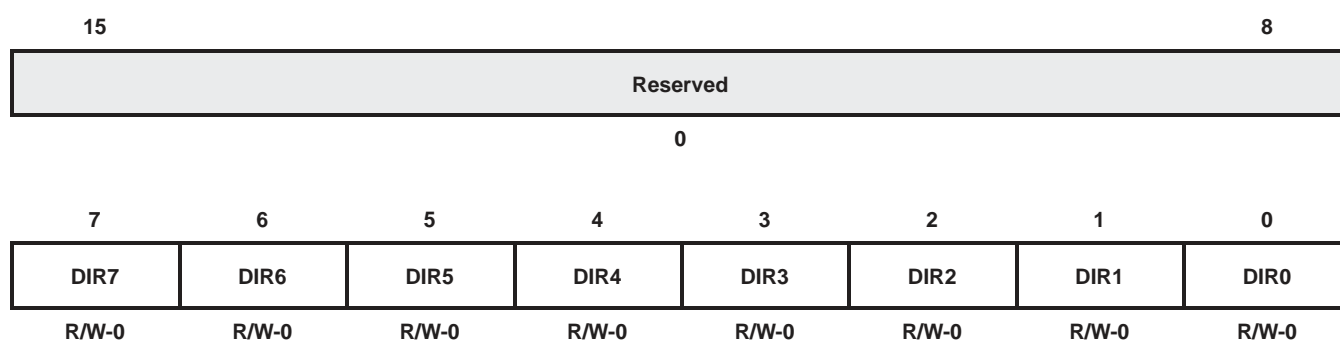 15 8
Reserved
0
7 6 5 4 3 2 1 0
DIR7 DIR6 DIR5 DIR4 DIR3 DIR2 DIR1 DIR0
R/W-0 R/W-0 R/W-0 R/W-0 R/W-0 R/W-0 R/W-0 R/W-0